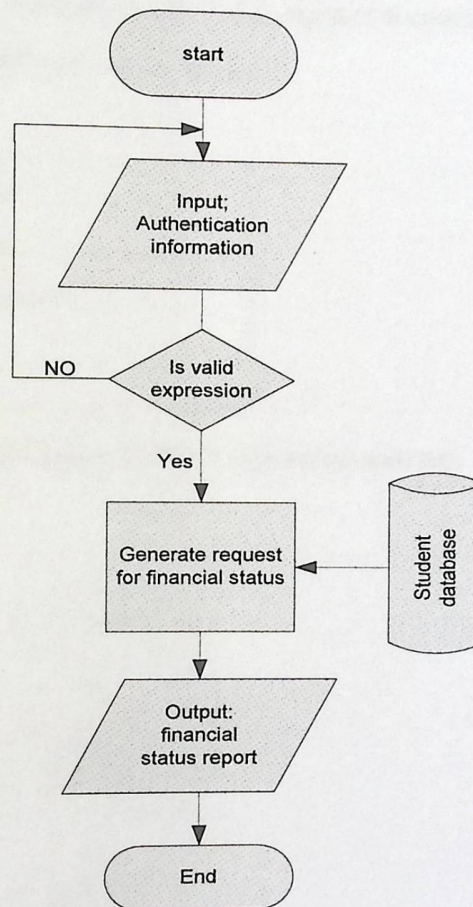 start
Input;
Authentication
information
Is valid
expression
NO
Yes
Generate request
for financial status
Student
database
Output:
financial
status report
End